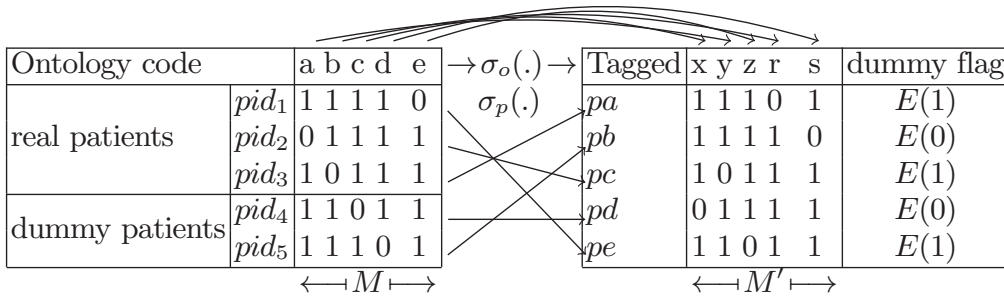 Ontology code a b c d e → σ_o(.) → Tagged x y z r s dummy flag
real patients pid₁ 1 1 1 1 0 σ_p(.) pa 1 1 1 0 1 E(1)
pid₂ 0 1 1 1 1 pb 1 1 1 1 0 E(0)
pid₃ 1 0 1 1 1 pc 1 0 1 1 1 E(1)
dummy patients pid₄ 1 1 0 1 1 pd 0 1 1 1 1 E(0)
pid₅ 1 1 1 0 1 pe 1 1 0 1 1 E(1)
M M′